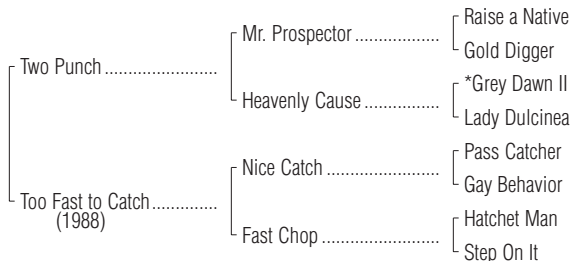 Raise a Native
Mr. Prospector ..................
Gold Digger
Two Punch ........................
*Grey Dawn II
Heavenly Cause ................
Lady Dulcinea
Pass Catcher
Nice Catch ........................
Gay Behavior
Too Fast to Catch..............
(1988)
Hatchet Man
Fast Chop .........................
Step On It